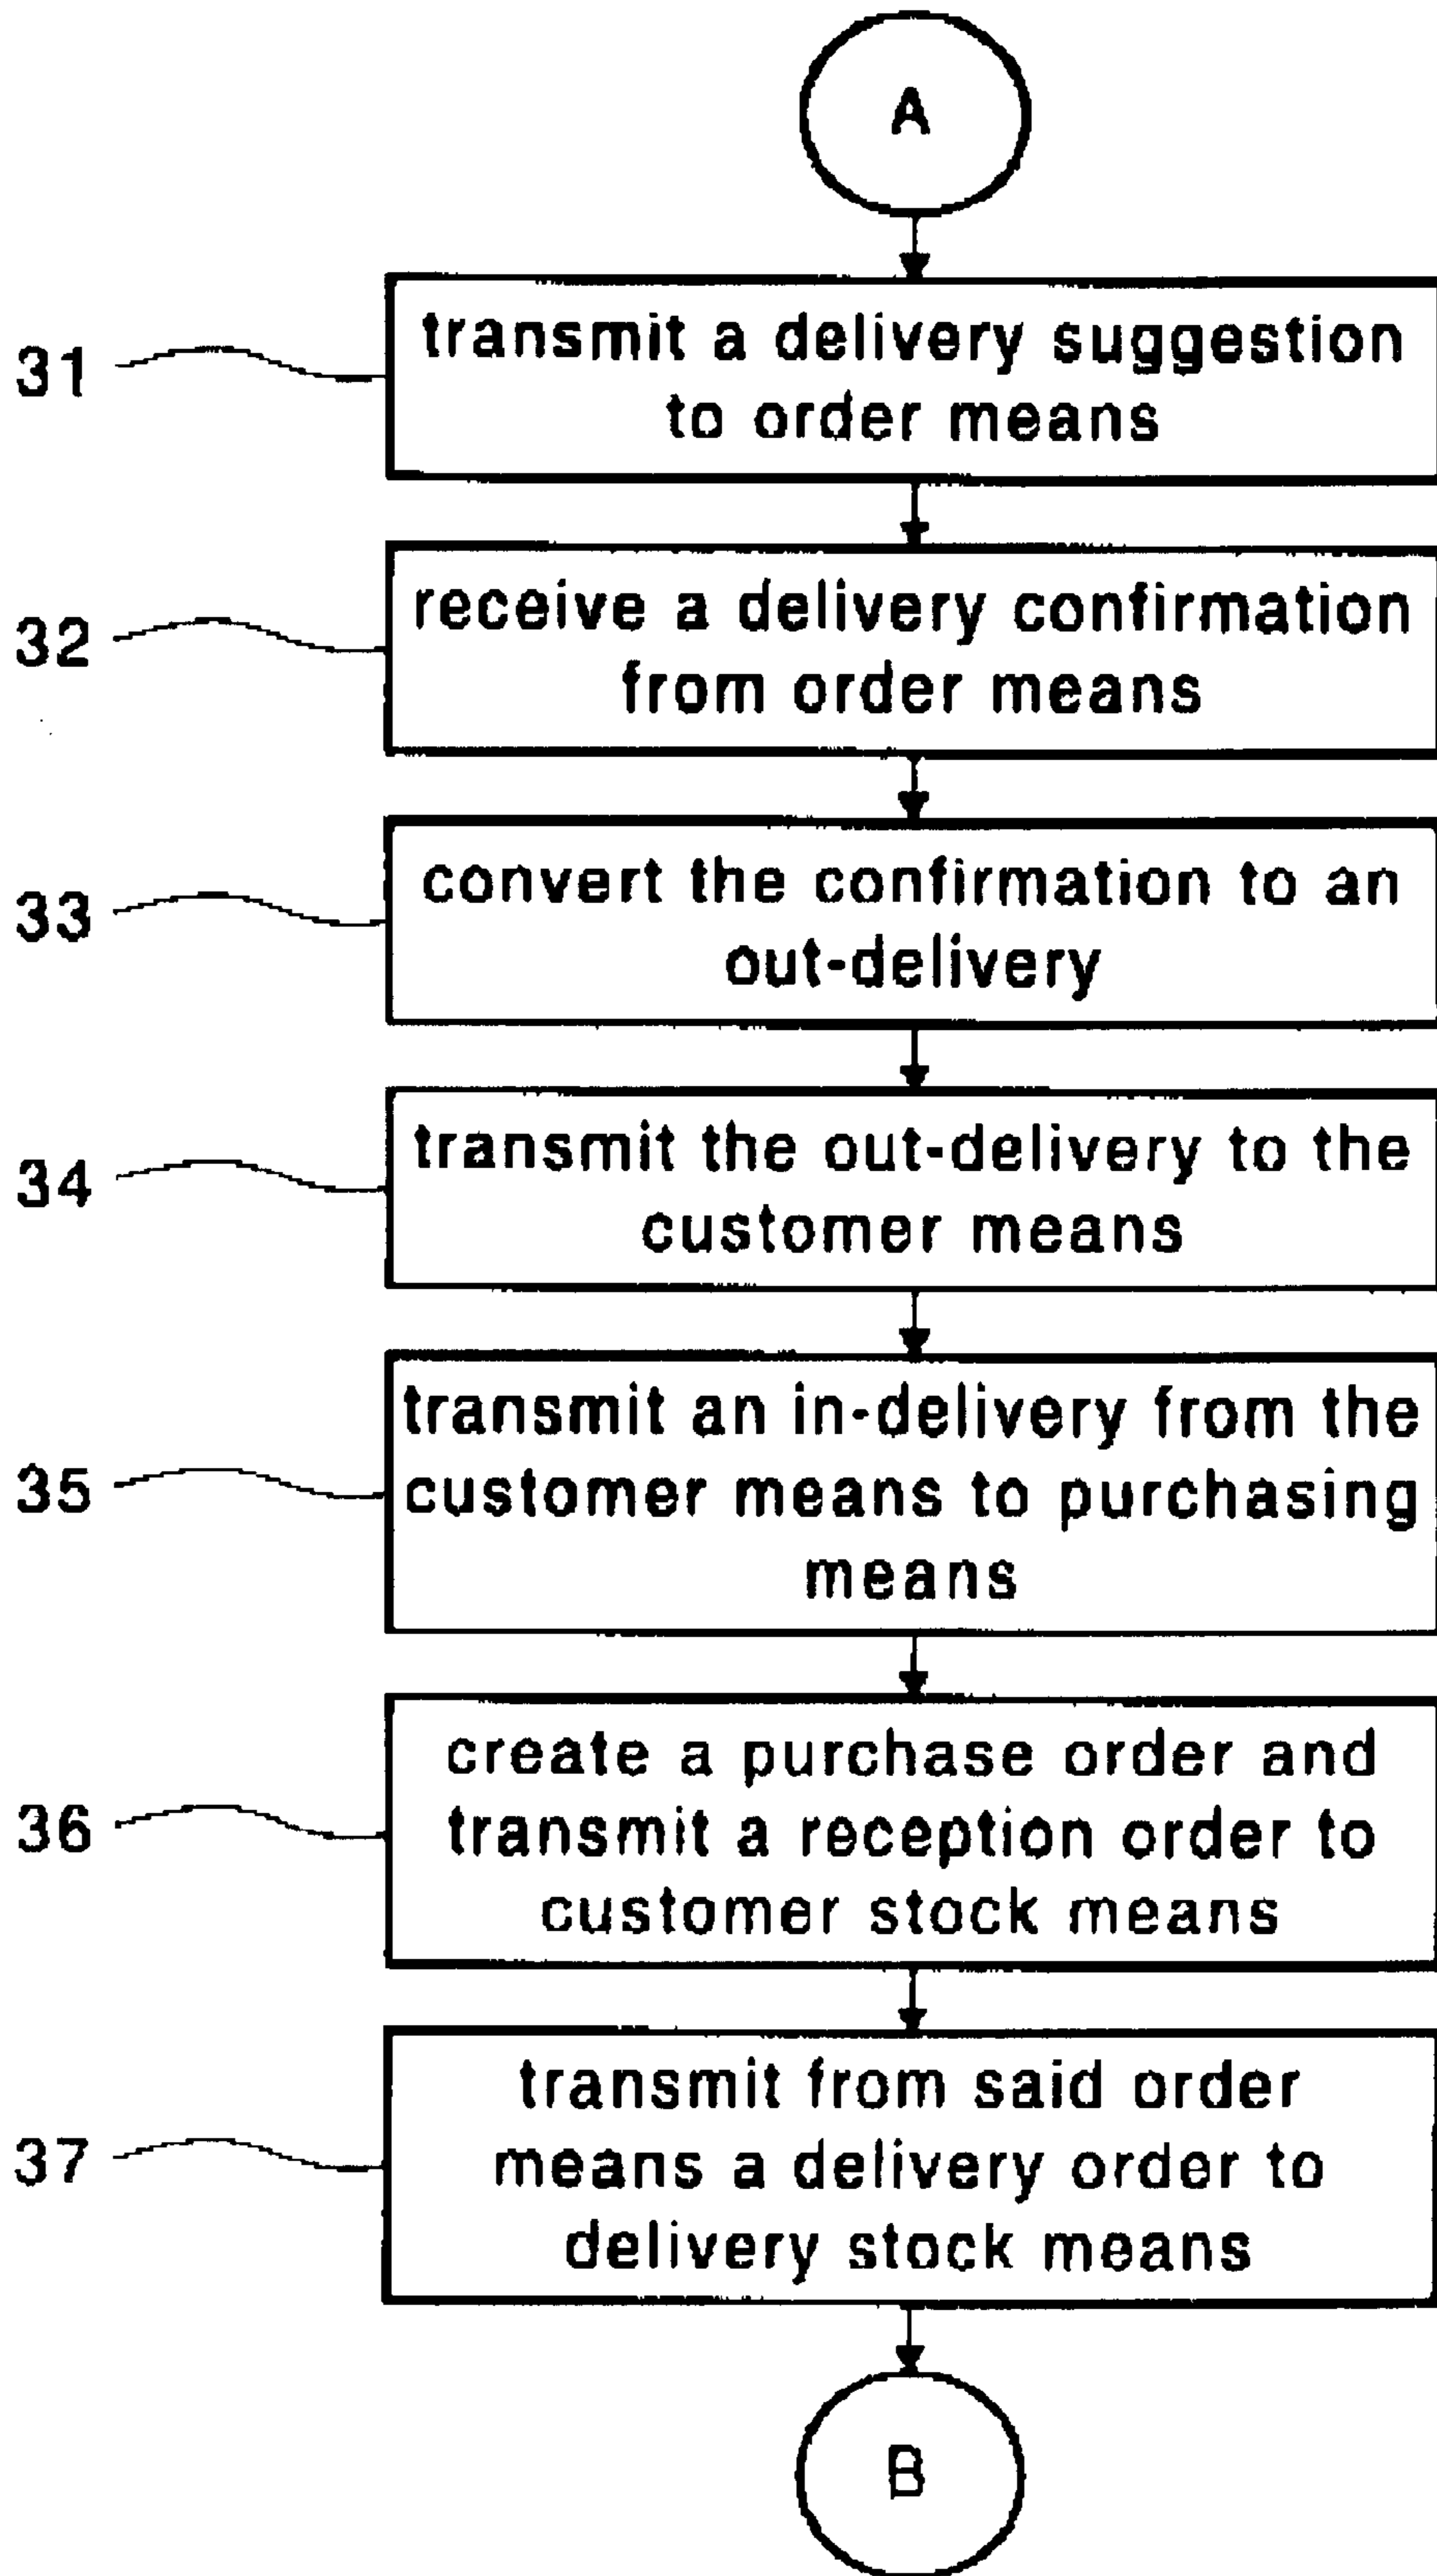 A
31
transmit a delivery suggestion
to order means
32
receive a delivery confirmation
from order means
33
convert the confirmation to an
out-delivery
34
transmit the out-delivery to the
customer means
35
transmit an in-delivery from the
customer means to purchasing
means
36
create a purchase order and
transmit a reception order to
customer stock means
37
transmit from said order
means a delivery order to
delivery stock means
B